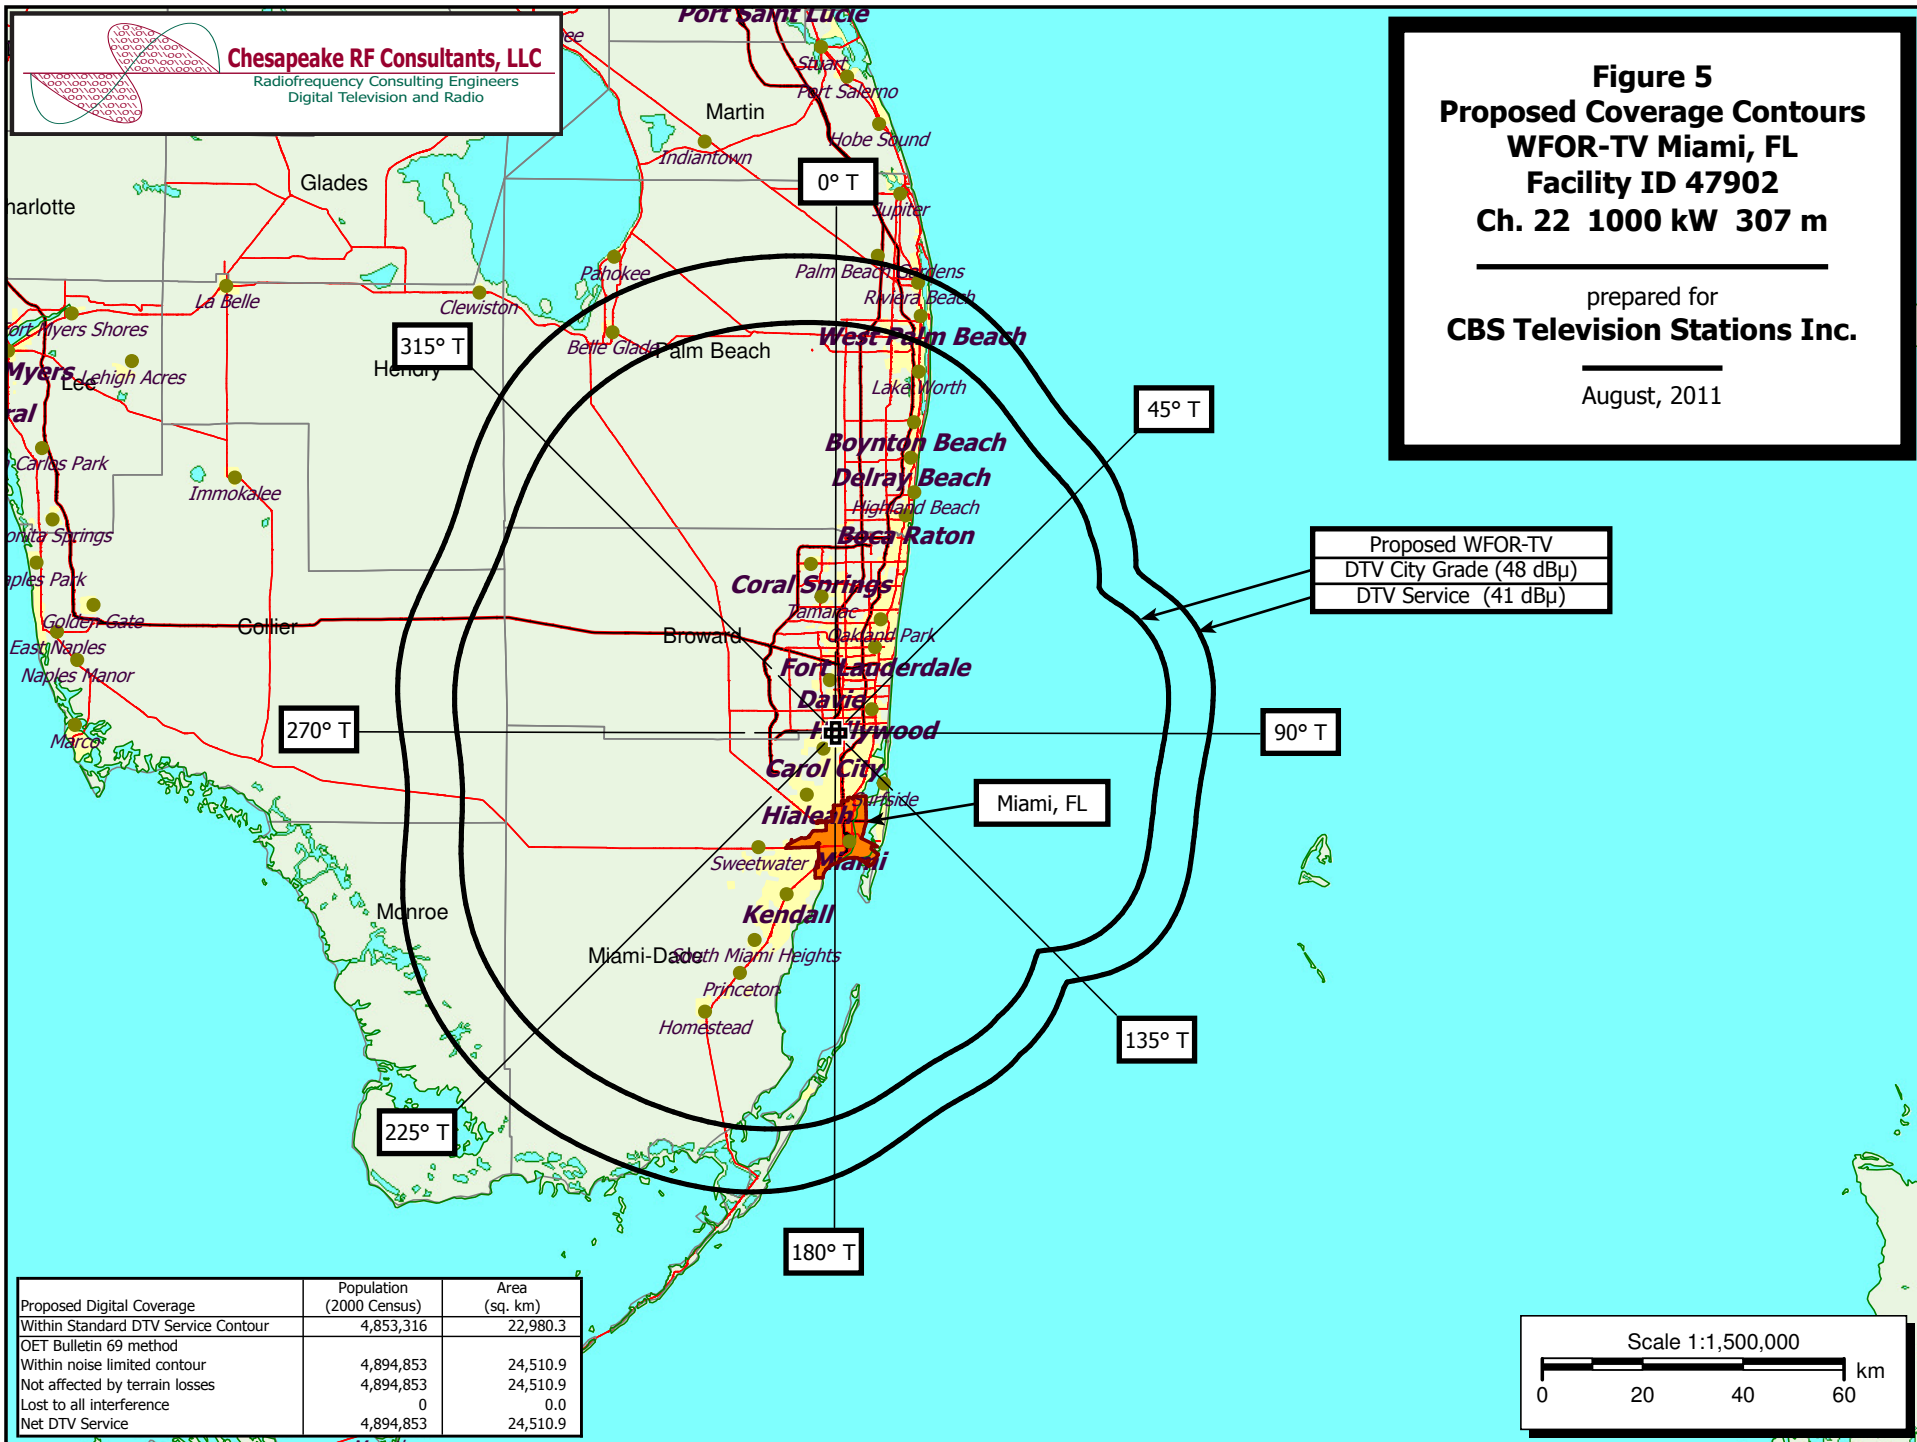 Chesapeake RF Consultants, LLC
Radiofrequency Consulting Engineers
Digital Television and Radio
Figure 5
Proposed Coverage Contours
WFOR-TV Miami, FL
Facility ID 47902
Ch. 22 1000 kW 307 m
prepared for
CBS Television Stations Inc.
August, 2011
Port Saint Lucie
Stuart
Port Salerno
Martin
Hobe Sound
Indiantown
Glades
0° T
Jupiter
Pahokee
Palm Beach Gardens
La Belle
Clewiston
Riviera Beach
West Palm Beach
315° T
Belle Glade
Palm Beach
Hendry
Lehigh Acres
Myers
Lee
Lake Worth
45° T
Boynton Beach
Carlos Park
Delray Beach
Immokalee
Highland Beach
Boca Raton
Proposed WFOR-TV
DTV City Grade (48 dBµ)
DTV Service (41 dBµ)
Coral Springs
Tamarac
Golden Gate
Collier
Broward
Oakland Park
East Naples
Naples Manor
Fort Lauderdale
Davie
270° T
Hollywood
90° T
Marco
Carol City
Surfside
Miami, FL
Hialeah
Sweetwater
Miami
Monroe
Kendall
Miami-Dade
South Miami Heights
Princeton
Homestead
135° T
225° T
180° T
Proposed Digital Coverage Population (2000 Census) Area (sq. km)
Within Standard DTV Service Contour 4,853,316 22,980.3
OET Bulletin 69 method
Within noise limited contour 4,894,853 24,510.9
Not affected by terrain losses 4,894,853 24,510.9
Lost to all interference 0 0.0
Net DTV Service 4,894,853 24,510.9
Scale 1:1,500,000
km
0 20 40 60